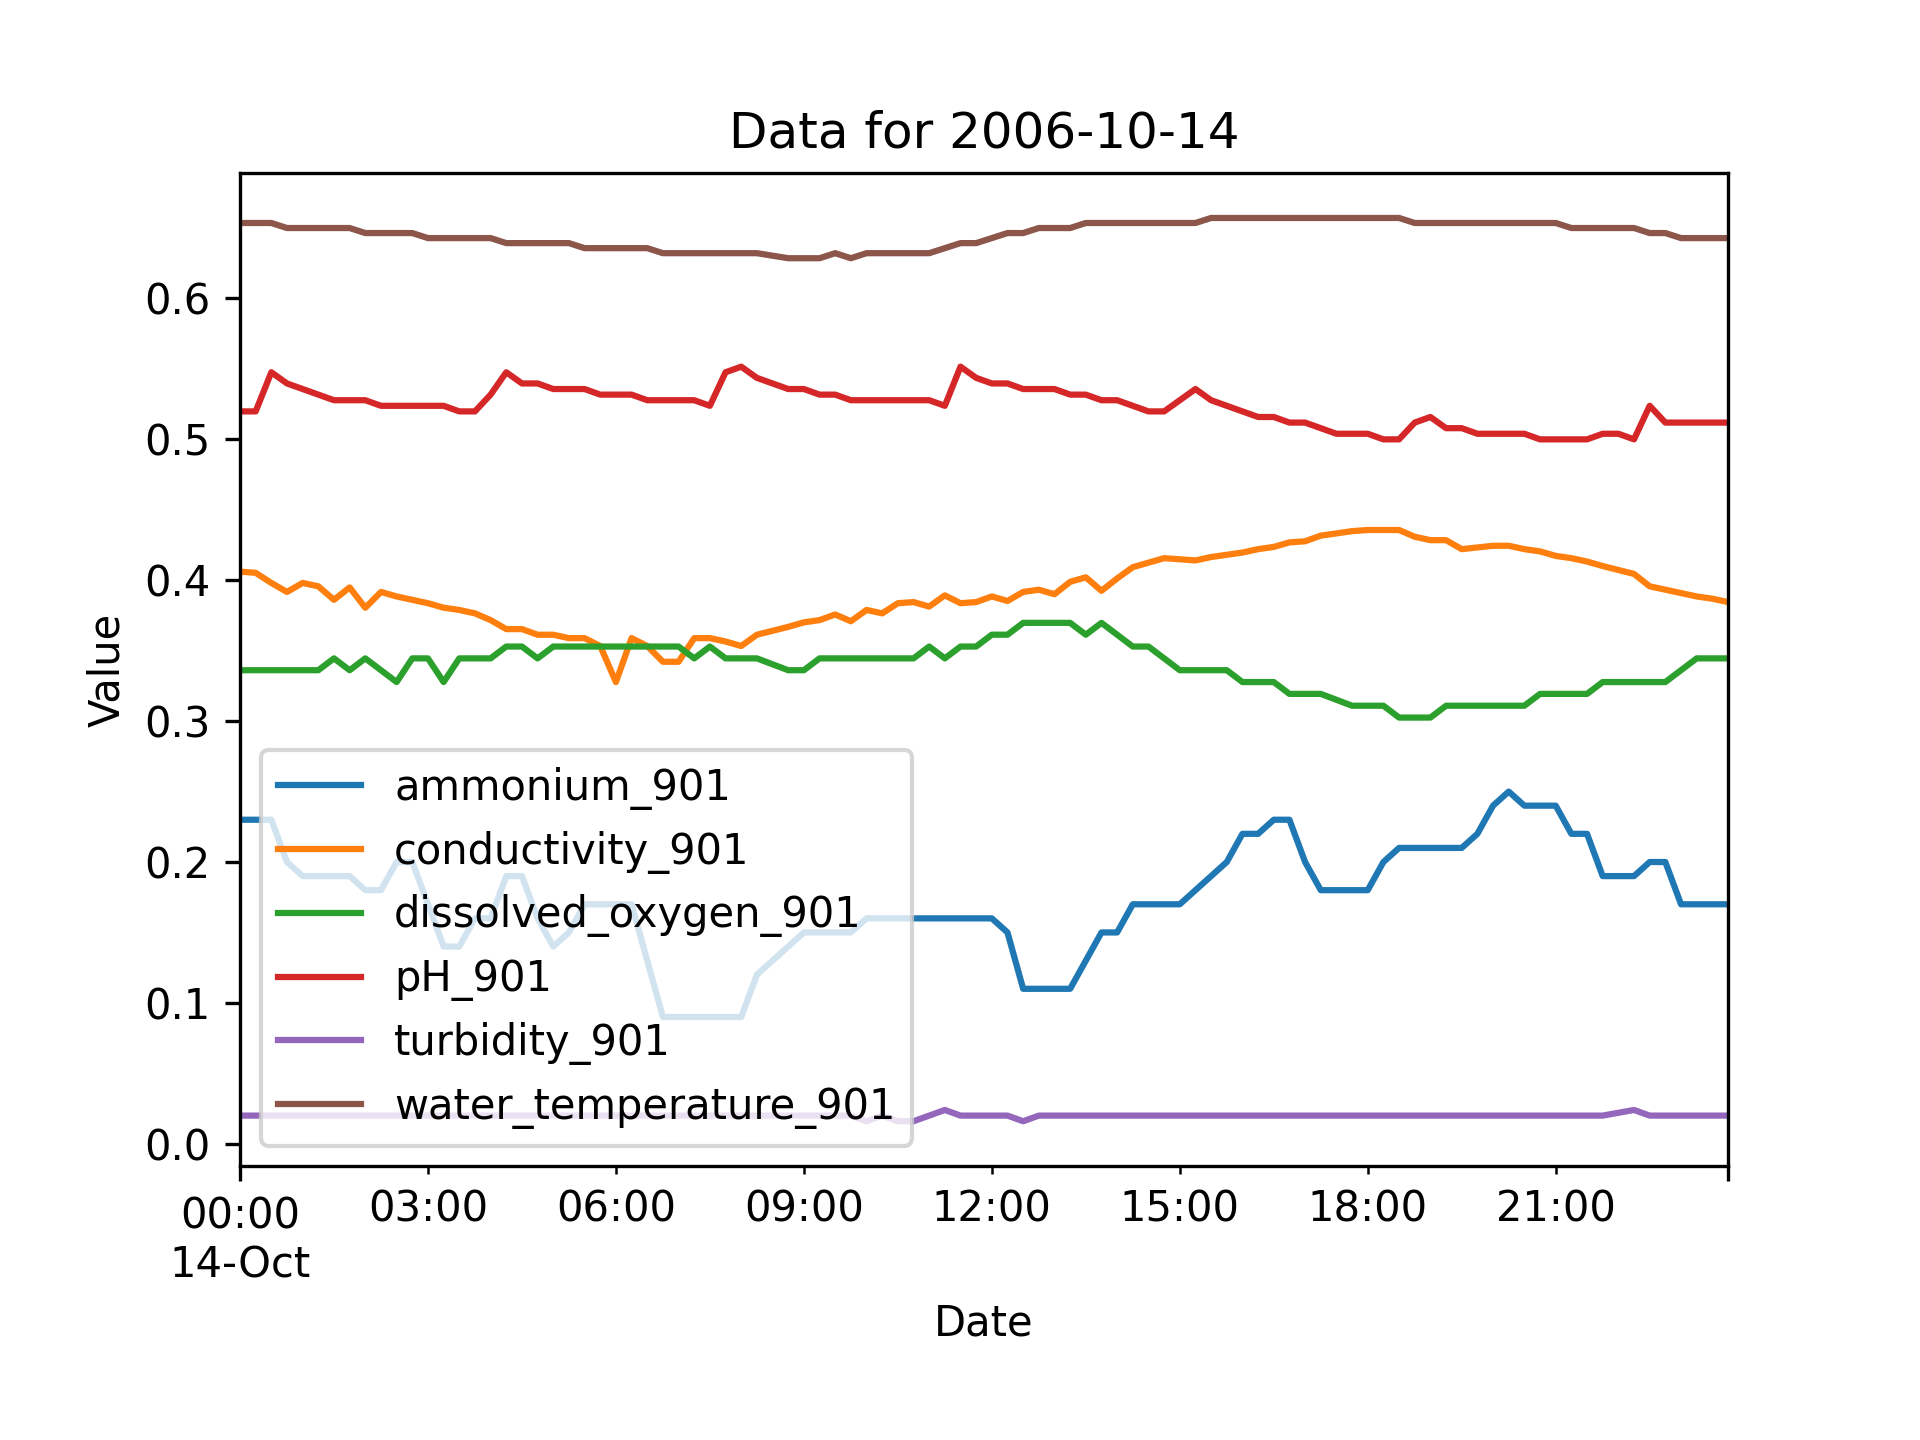 Data for 2006-10-14
Value
0.6
0.5
0.4
0.3
0.2
0.1
0.0
ammonium_901
conductivity_901
dissolved_oxygen_901
pH_901
turbidity_901
water_temperature_901
00:00 03:00 06:00 09:00 12:00 15:00 18:00 21:00
14-Oct
Date